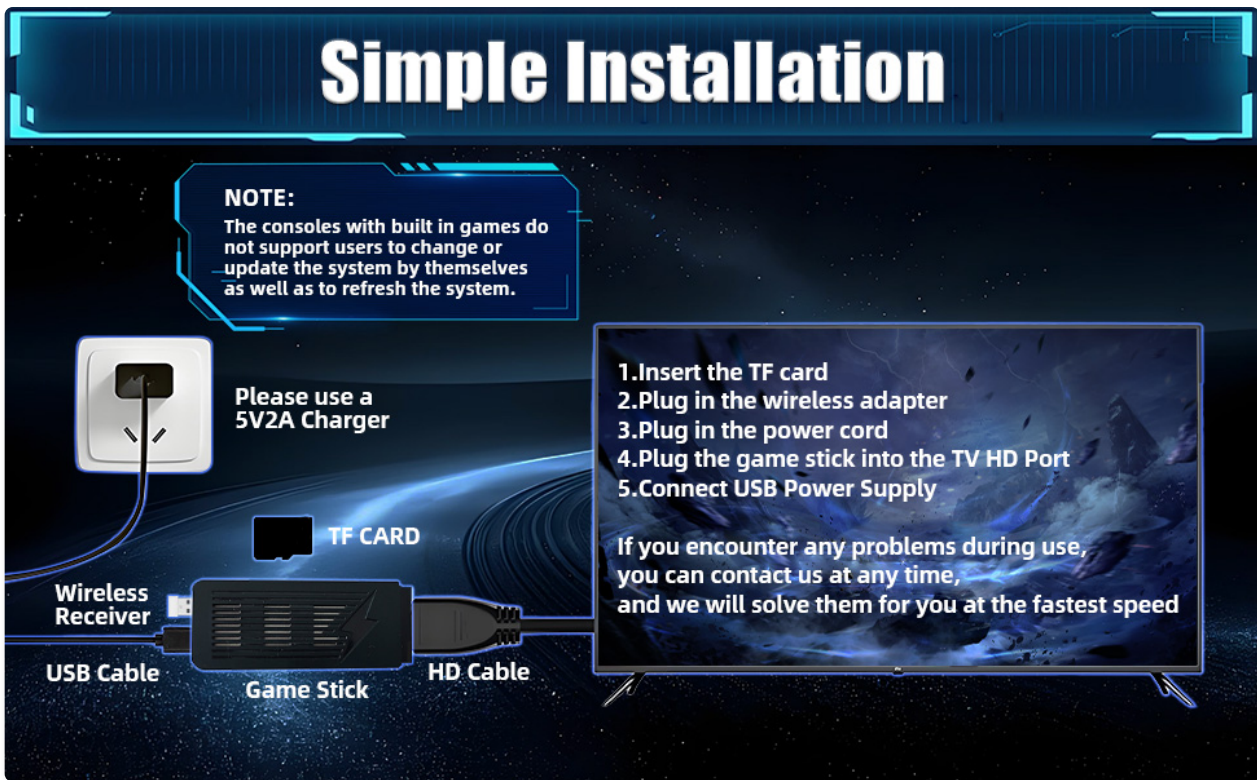 Simple Installation
NOTE:
The consoles with built in games do
not support users to change or
update the system by themselves
as well as to refresh the system.
Please use a
5V2A Charger
TF CARD
Wireless
Receiver
USB Cable
Game Stick
HD Cable
1.Insert the TF card
2.Plug in the wireless adapter
3.Plug in the power cord
4.Plug the game stick into the TV HD Port
5.Connect USB Power Supply
If you encounter any problems during use,
you can contact us at any time,
and we will solve them for you at the fastest speed